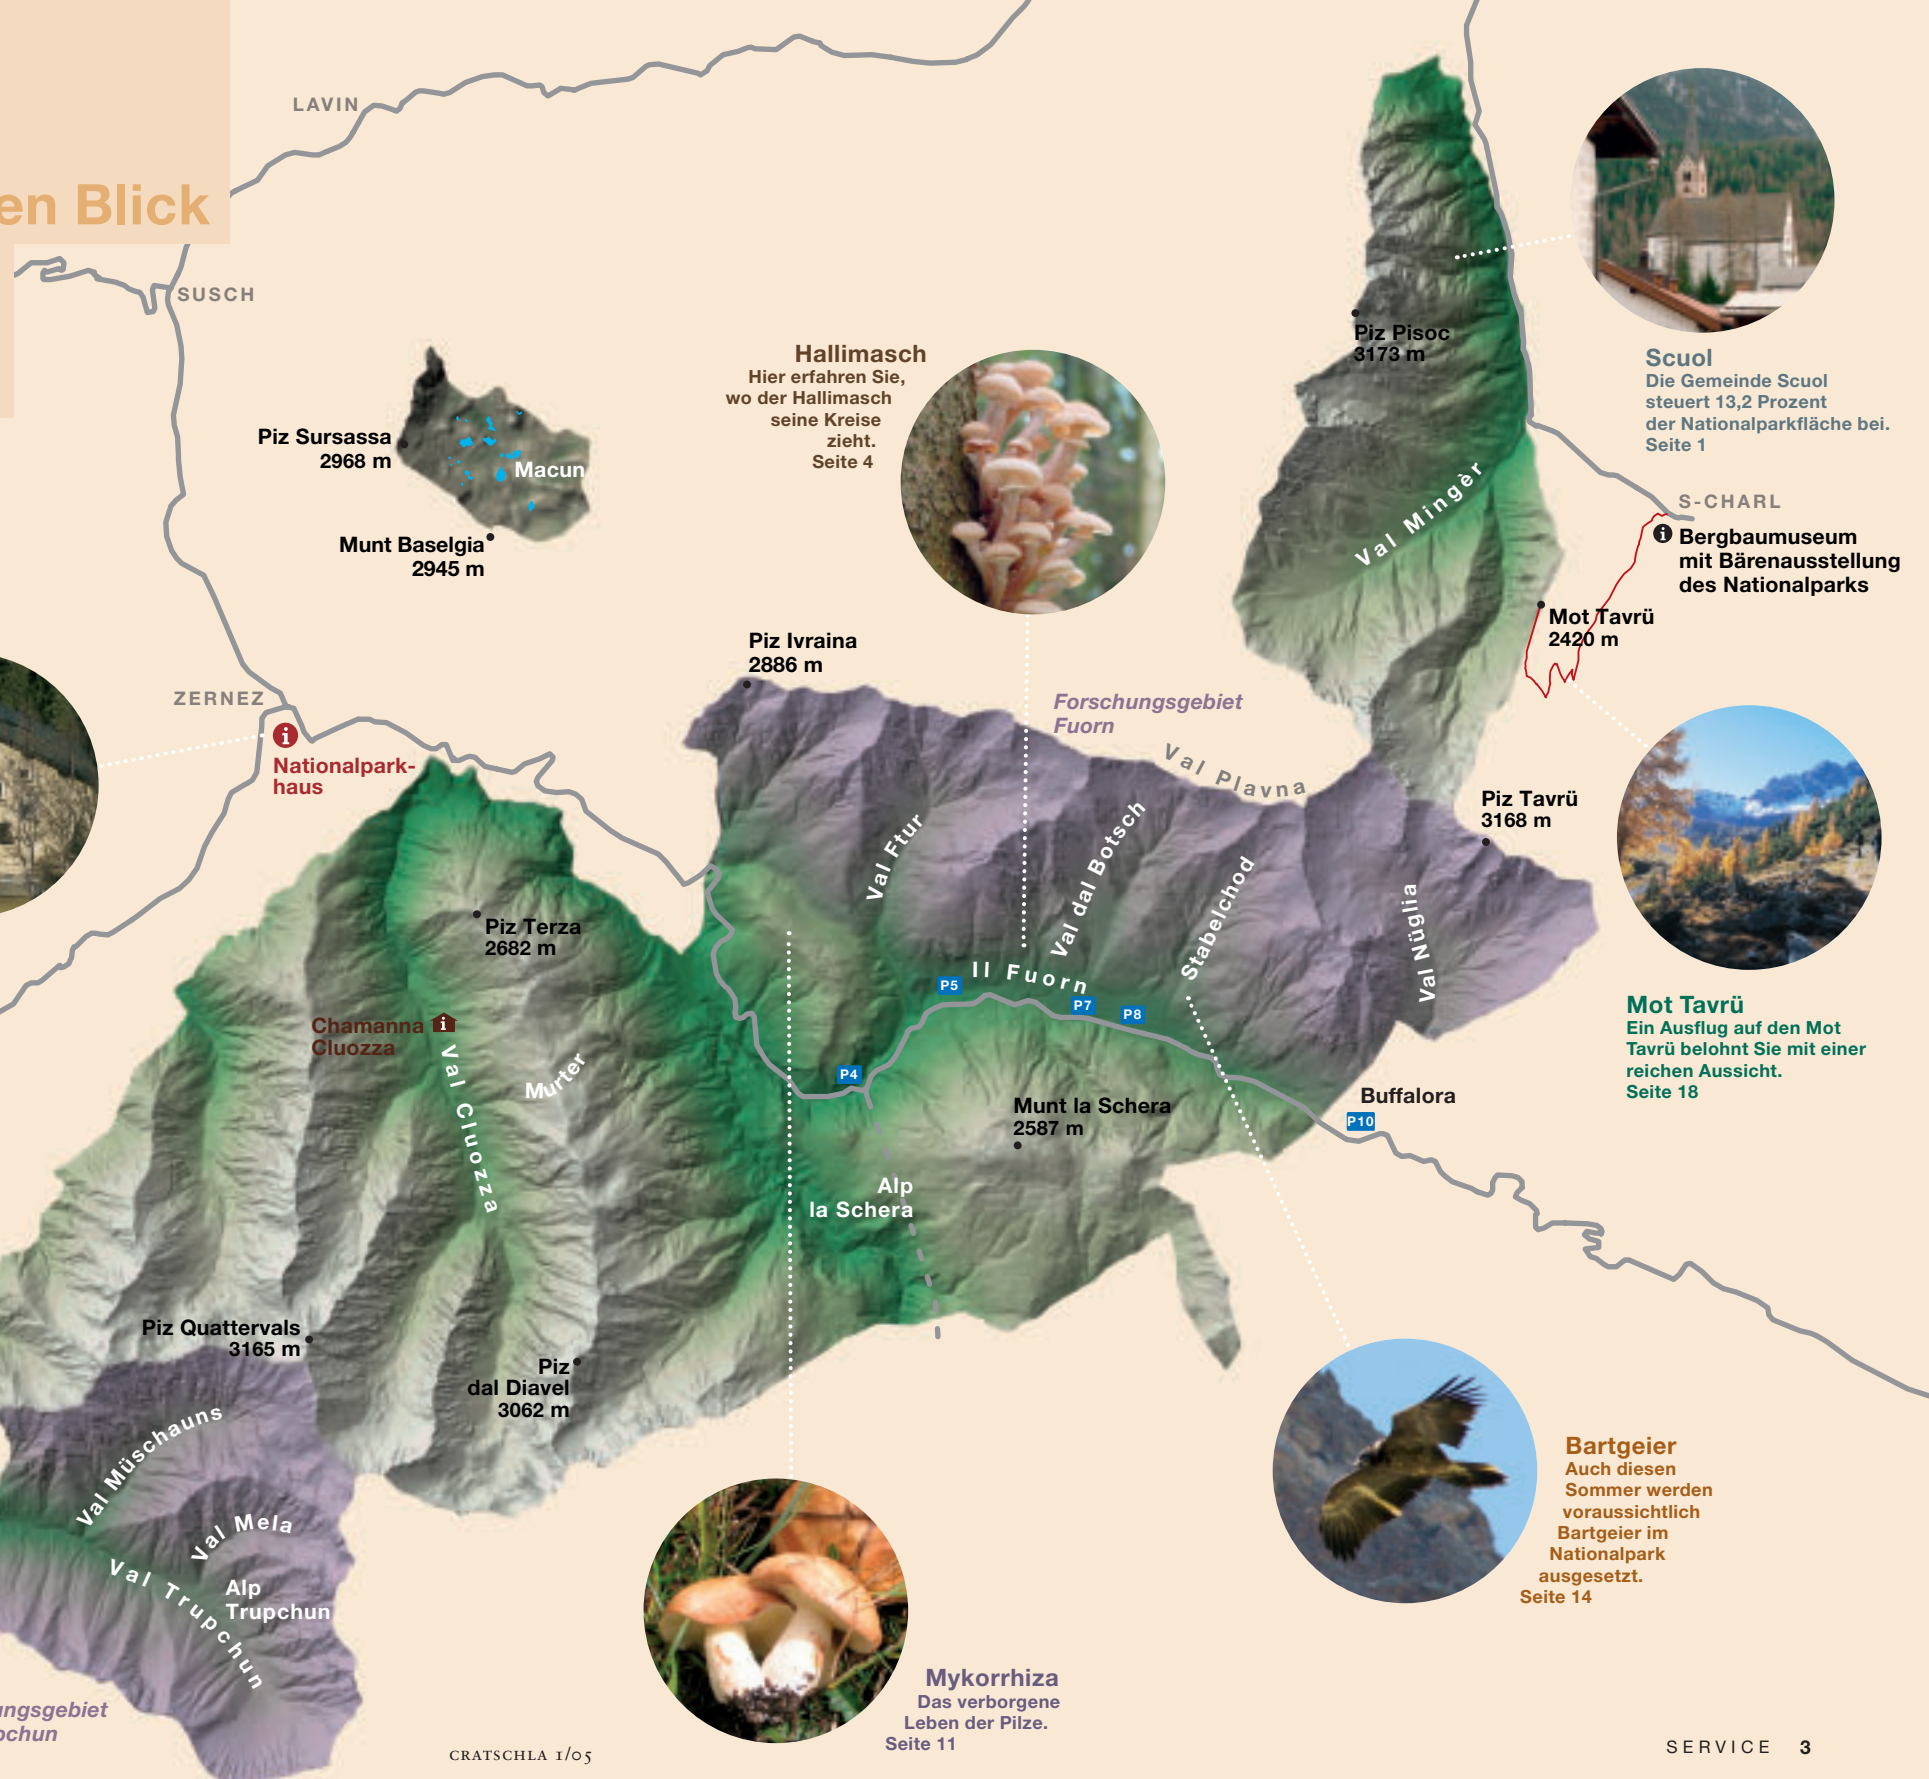 en Blick
LAVIN
SUSCH
Piz Sursassa
2968 m
Macun
Munt Baselgia
2945 m
Hallimasch
Hier erfahren Sie,
wo der Hallimasch
seine Kreise
zieht.
Seite 4
Piz Pisoc
3173 m
Scuol
Die Gemeinde Scuol
steuert 13,2 Prozent
der Nationalparkfläche bei.
Seite 1
Val Mingèr
S-CHARL
i
Bergbaumuseum
mit Bärenausstellung
des Nationalparks
Mot Tavrü
2420 m
Piz Ivraina
2886 m
ZERNEZ
i
Nationalpark-
haus
Forschungsgebiet
Fuorn
Val Plavna
Piz Tavrü
3168 m
Val Ftur
Val dal Botsch
Stabelchod
Val Nüglia
Piz Terza
2682 m
Il Fuorn
P5
P7
P8
P4
Chamanna
Cluozza
i
Val Cluozza
Murter
Munt la Schera
2587 m
Buffalora
P10
Mot Tavrü
Ein Ausflug auf den Mot
Tavrü belohnt Sie mit einer
reichen Aussicht.
Seite 18
Alp
la Schera
Piz Quattervals
3165 m
Piz
dal Diavel
3062 m
Val Müschauns
Val Mela
Val Trupchun
Alp
Trupchun
Bartgeier
Auch diesen
Sommer werden
voraussichtlich
Bartgeier im
Nationalpark
ausgesetzt.
Seite 14
Mykorrhiza
Das verborgene
Leben der Pilze.
Seite 11
ungsgebiet
pchun
CRATSCHLA 1/05
SERVICE 3